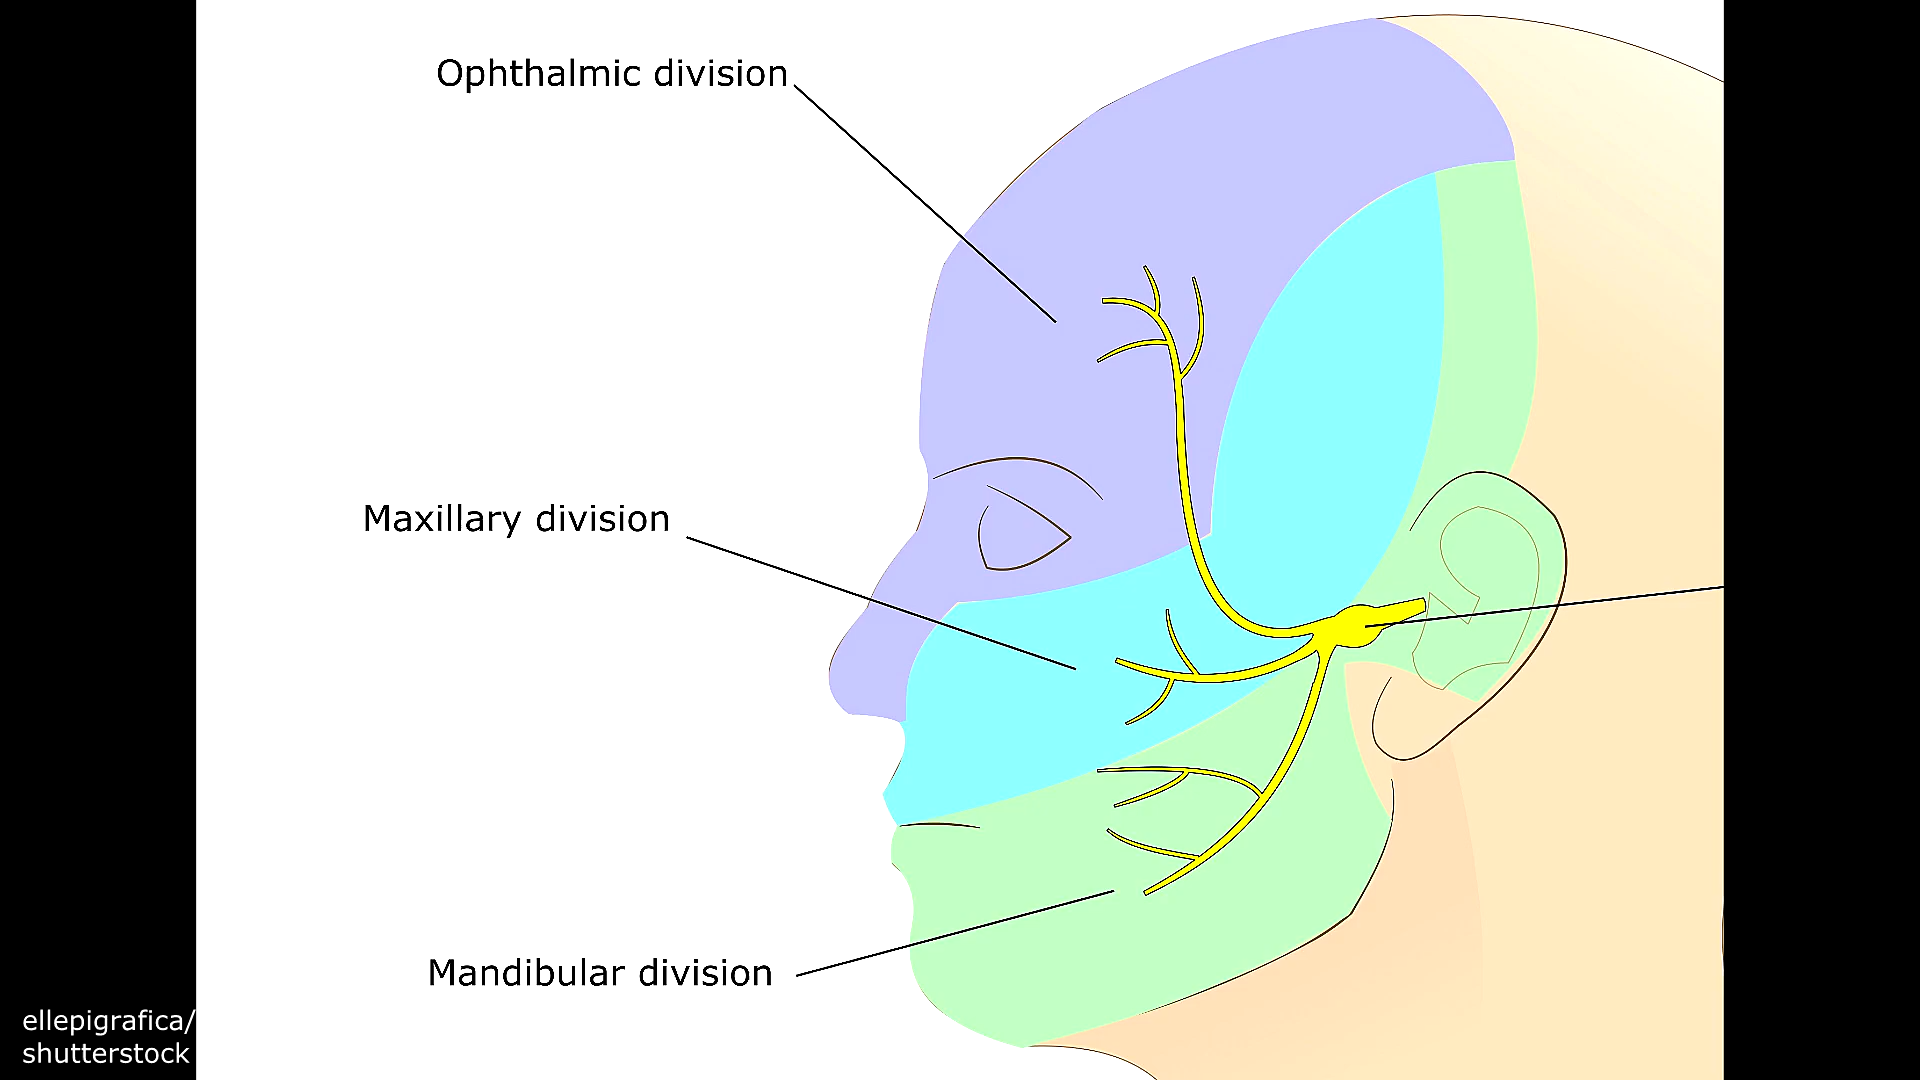 Ophthalmic division
Maxillary division
Mandibular division
ellepigrafica/
shutterstock